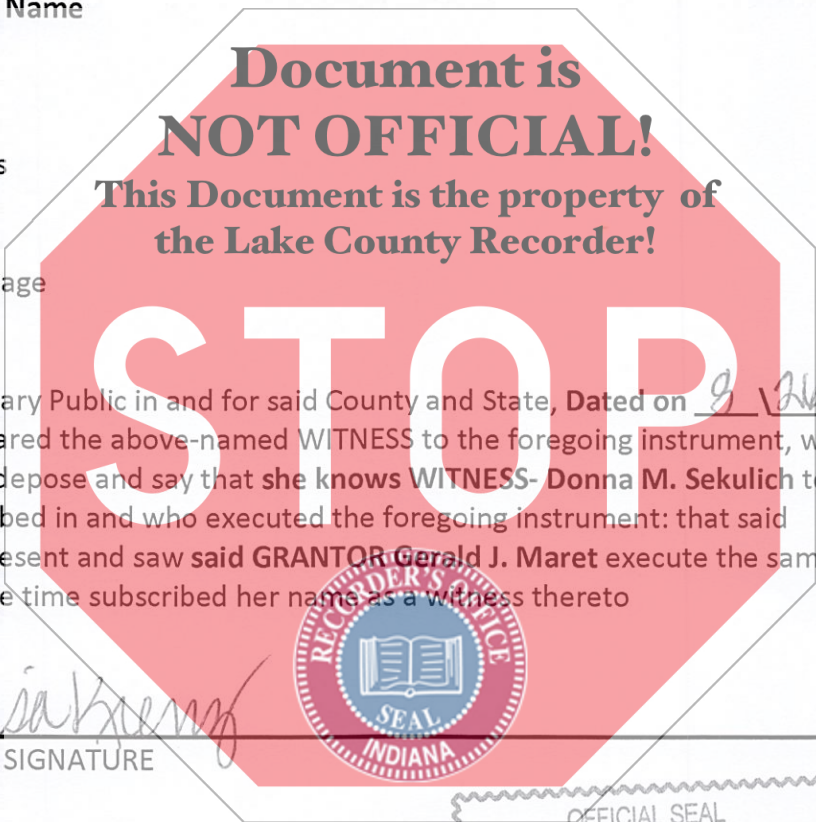 Name
Document is
NOT OFFICIAL!
This Document is the property of
the Lake County Recorder!
s
age
STOP
ary Public in and for said County and State, Dated on 8 \
ared the above-named WITNESS to the foregoing instrument, w
depose and say that she knows WITNESS- Donna M. Sekulich t
bed in and who executed the foregoing instrument: that said
esent and saw said GRANTOR Gerald J. Maret execute the sam
e time subscribed her name as a witness thereto
RECORDER'S OFFICE
SEAL
INDIANA
SIGNATURE
OFFICIAL SEAL